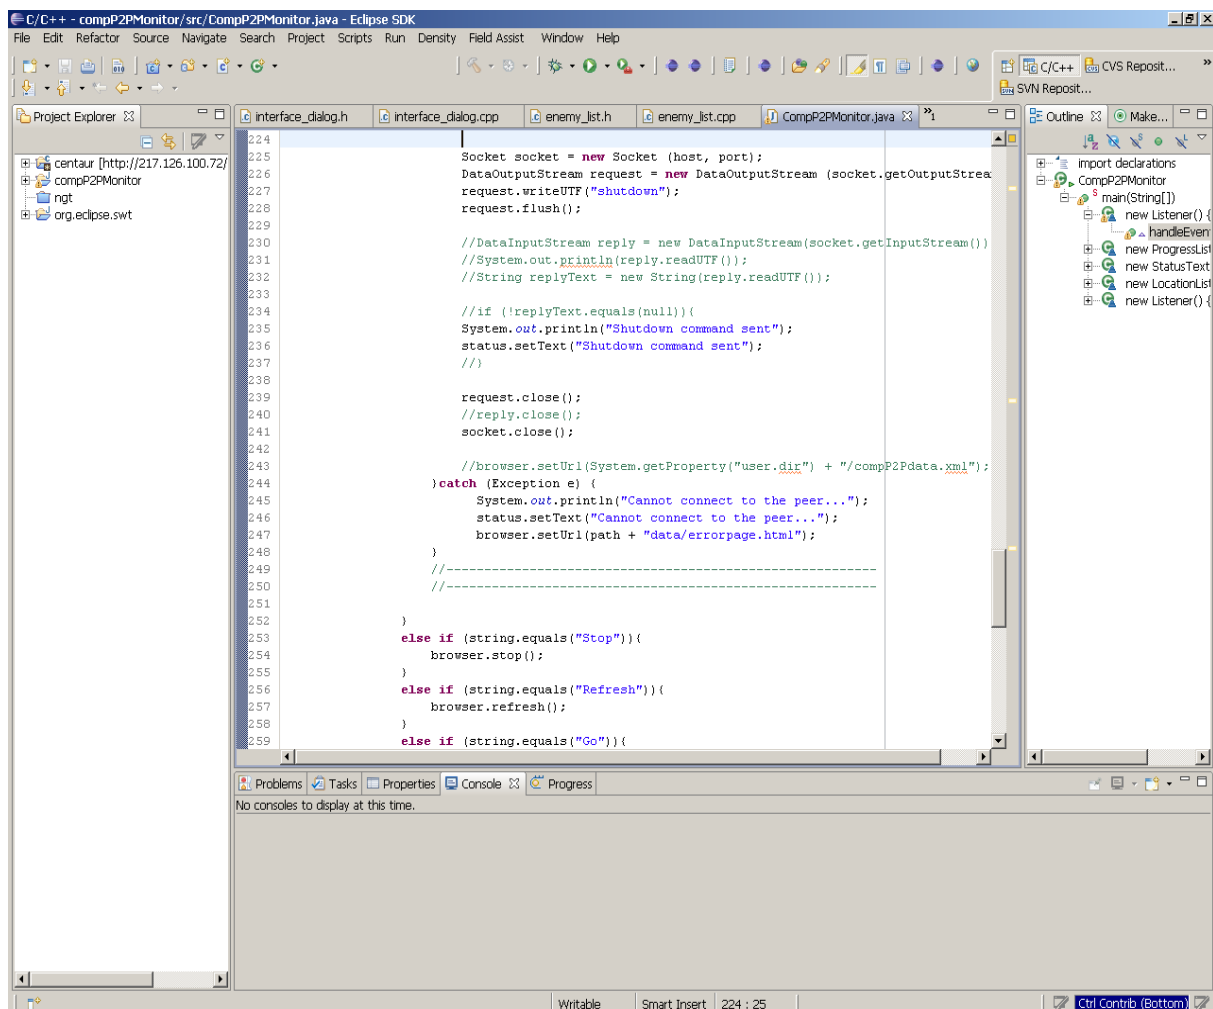 C/C++ - compP2PMonitor/src/CompP2PMonitor.java - Eclipse SDK
File Edit Refactor Source Navigate Search Project Scripts Run Density Field Assist Window Help
C/C++ CVS Reposit... »
SVN Reposit...
Project Explorer
interface_dialog.h interface_dialog.cpp enemy_list.h enemy_list.cpp CompP2PMonitor.java »1
Outline Make...
centaur [http://217.126.100.72/
compP2PMonitor
ngt
org.eclipse.swt
224
225 Socket socket = new Socket (host, port);
226 DataOutputStream request = new DataOutputStream (socket.getOutputStrea
227 request.writeUTF("shutdown");
228 request.flush();
229
230 //DataInputStream reply = new DataInputStream(socket.getInputStream())
231 //System.out.println(reply.readUTF());
232 //String replyText = new String(reply.readUTF());
233
234 //if (!replyText.equals(null)){
235 System.out.println("Shutdown command sent");
236 status.setText("Shutdown command sent");
237 //}
238
239 request.close();
240 //reply.close();
241 socket.close();
242
243 //browser.setUrl(System.getProperty("user.dir") + "/compP2Pdata.xml");
244 }catch (Exception e) {
245 System.out.println("Cannot connect to the peer...");
246 status.setText("Cannot connect to the peer...");
247 browser.setUrl(path + "data/errorpage.html");
248 }
249 //----------------------------------------------------------
250 //----------------------------------------------------------
251
252 }
253 else if (string.equals("Stop")){
254 browser.stop();
255 }
256 else if (string.equals("Refresh")){
257 browser.refresh();
258 }
259 else if (string.equals("Go")){
import declarations
CompP2PMonitor
S main(String[])
new Listener() {
handleEven
new ProgressList
new StatusText
new LocationList
new Listener() {
Problems Tasks Properties Console Progress
No consoles to display at this time.
Writable Smart Insert 224 : 25 Ctrl Contrib (Bottom)